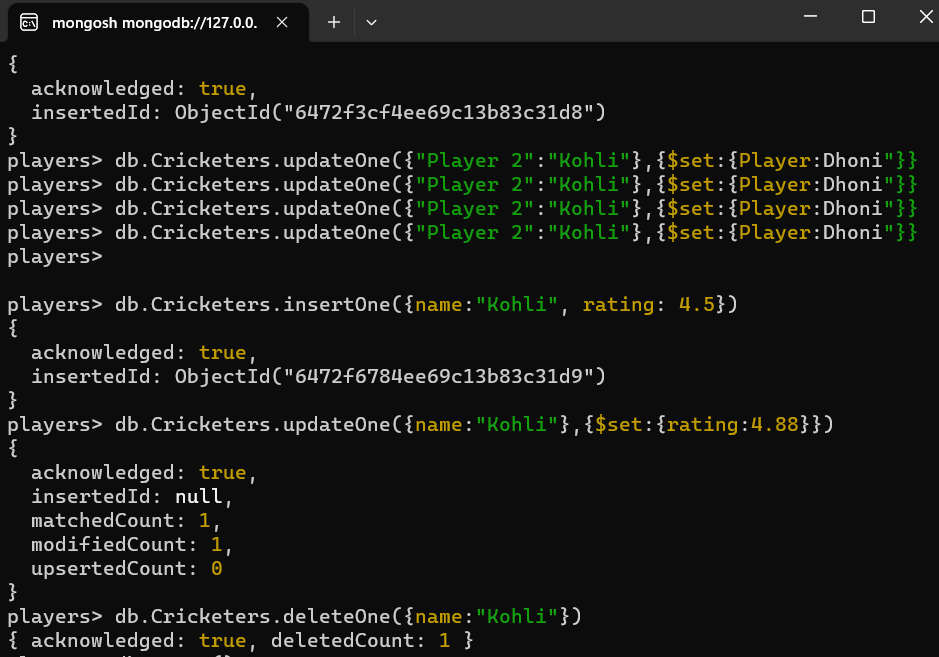 mongosh mongodb://127.0.0.
{
acknowledged: true,
insertedId: ObjectId("6472f3cf4ee69c13b83c31d8")
}
players> db.Cricketers.updateOne({"Player 2":"Kohli"},{$set:{Player:Dhoni"}}
players> db.Cricketers.updateOne({"Player 2":"Kohli"},{$set:{Player:Dhoni"}}
players> db.Cricketers.updateOne({"Player 2":"Kohli"},{$set:{Player:Dhoni"}}
players> db.Cricketers.updateOne({"Player 2":"Kohli"},{$set:{Player:Dhoni"}}
players>
players> db.Cricketers.insertOne({name:"Kohli", rating: 4.5})
{
acknowledged: true,
insertedId: ObjectId("6472f6784ee69c13b83c31d9")
}
players> db.Cricketers.updateOne({name:"Kohli"},{$set:{rating:4.88}})
{
acknowledged: true,
insertedId: null,
matchedCount: 1,
modifiedCount: 1,
upsertedCount: 0
}
players> db.Cricketers.deleteOne({name:"Kohli"})
{ acknowledged: true, deletedCount: 1 }